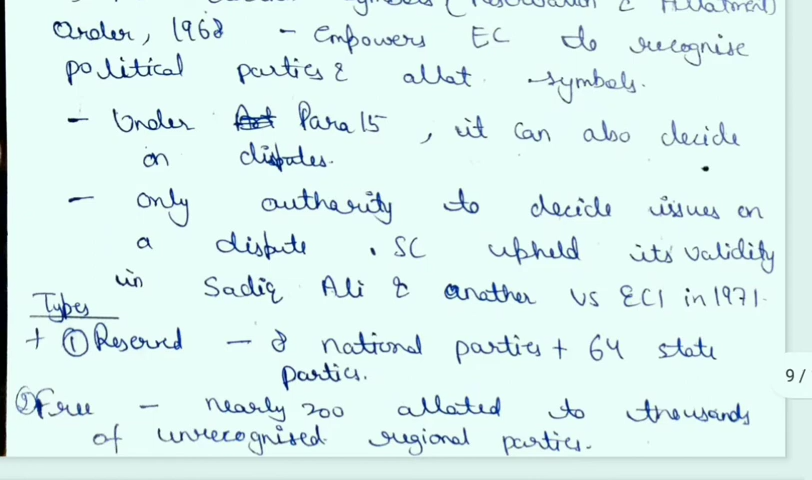 Order, 1968 - Empowers EC to recognise
political parties & allot symbols.
- Under Para 15, it can also decide
on disputes.
- only authority to decide issues on
a dispute. SC upheld its validity
in Sadiq Ali & another vs ECI in 1971.
Types
+ ① Reserved - 8 national parties + 64 state
parties.
② Free - nearly 200 allotted to thousands
of unrecognised regional parties.
9/